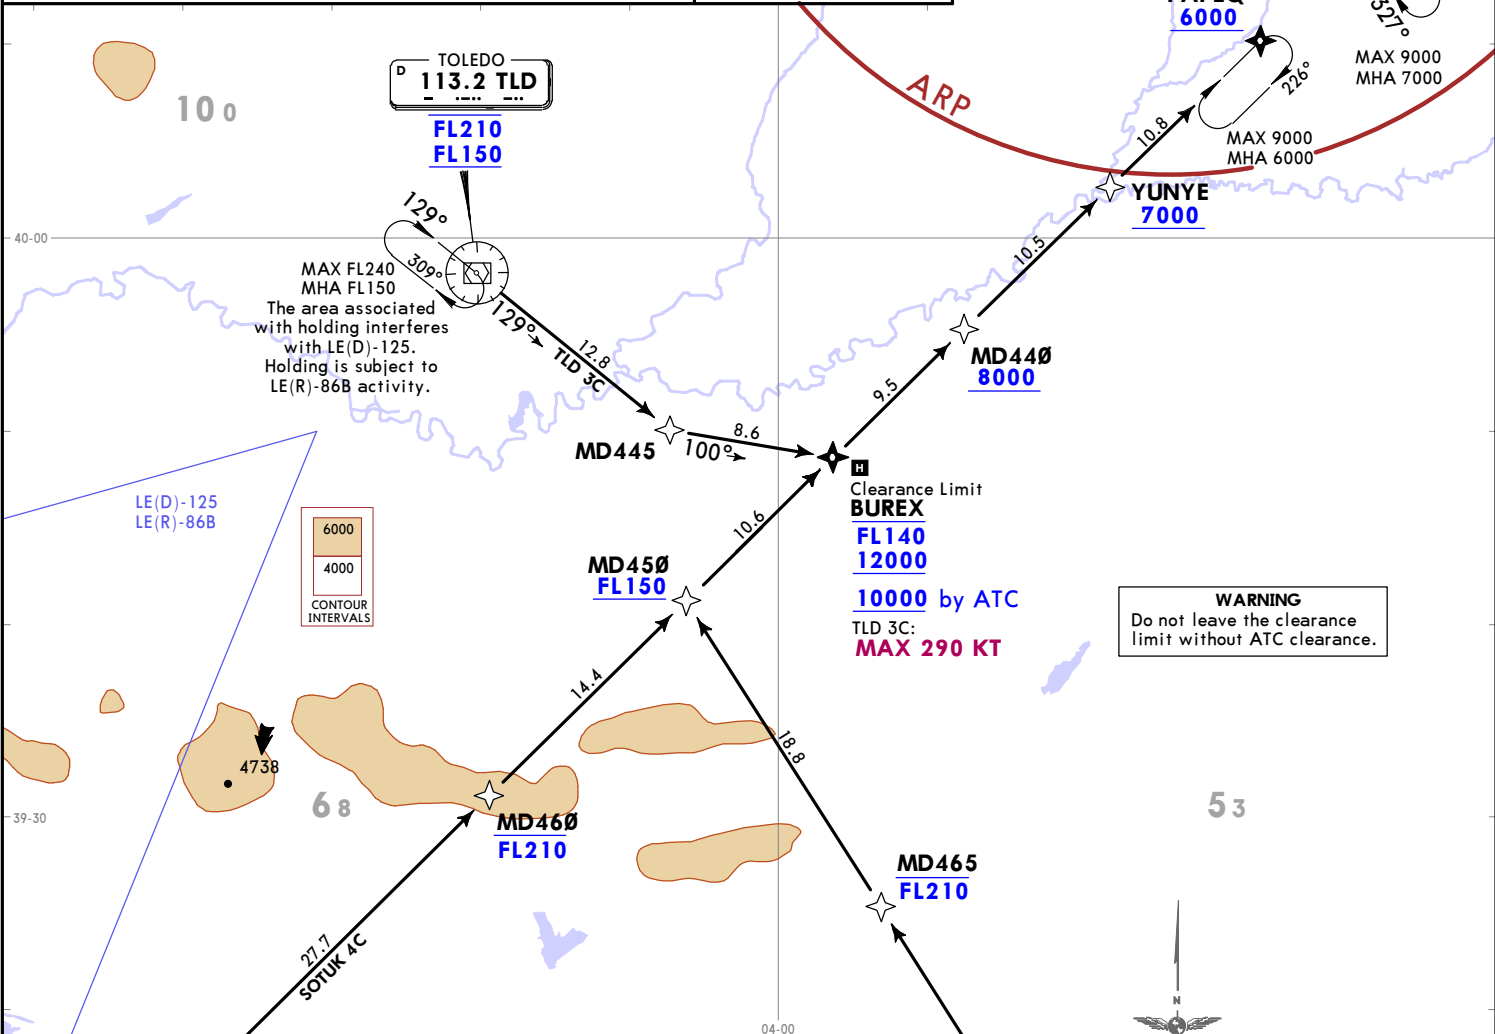 6000
327°
MAX 9000
MHA 7000
TOLEDO
D 113.2 TLD
FL210
FL150
10 0
ARP
226°
10.8
MAX 9000
MHA 6000
YUNYE
7000
129°
40-00
309°
MAX FL240
MHA FL150
The area associated
with holding interferes
with LE(D)-125.
Holding is subject to
LE(R)-86B activity.
129°
12.8
TLD 3C
10.5
MD440
8000
9.5
MD445
8.6
100°
H
Clearance Limit
BUREX
FL140
12000
10000 by ATC
TLD 3C:
MAX 290 KT
LE(D)-125
LE(R)-86B
6000
4000
CONTOUR
INTERVALS
10.6
MD450
FL150
WARNING
Do not leave the clearance
limit without ATC clearance.
14.4
18.8
4738
6 8
5 3
39-30
MD460
FL210
MD465
FL210
27.7
SOTUK 4C
N
04-00